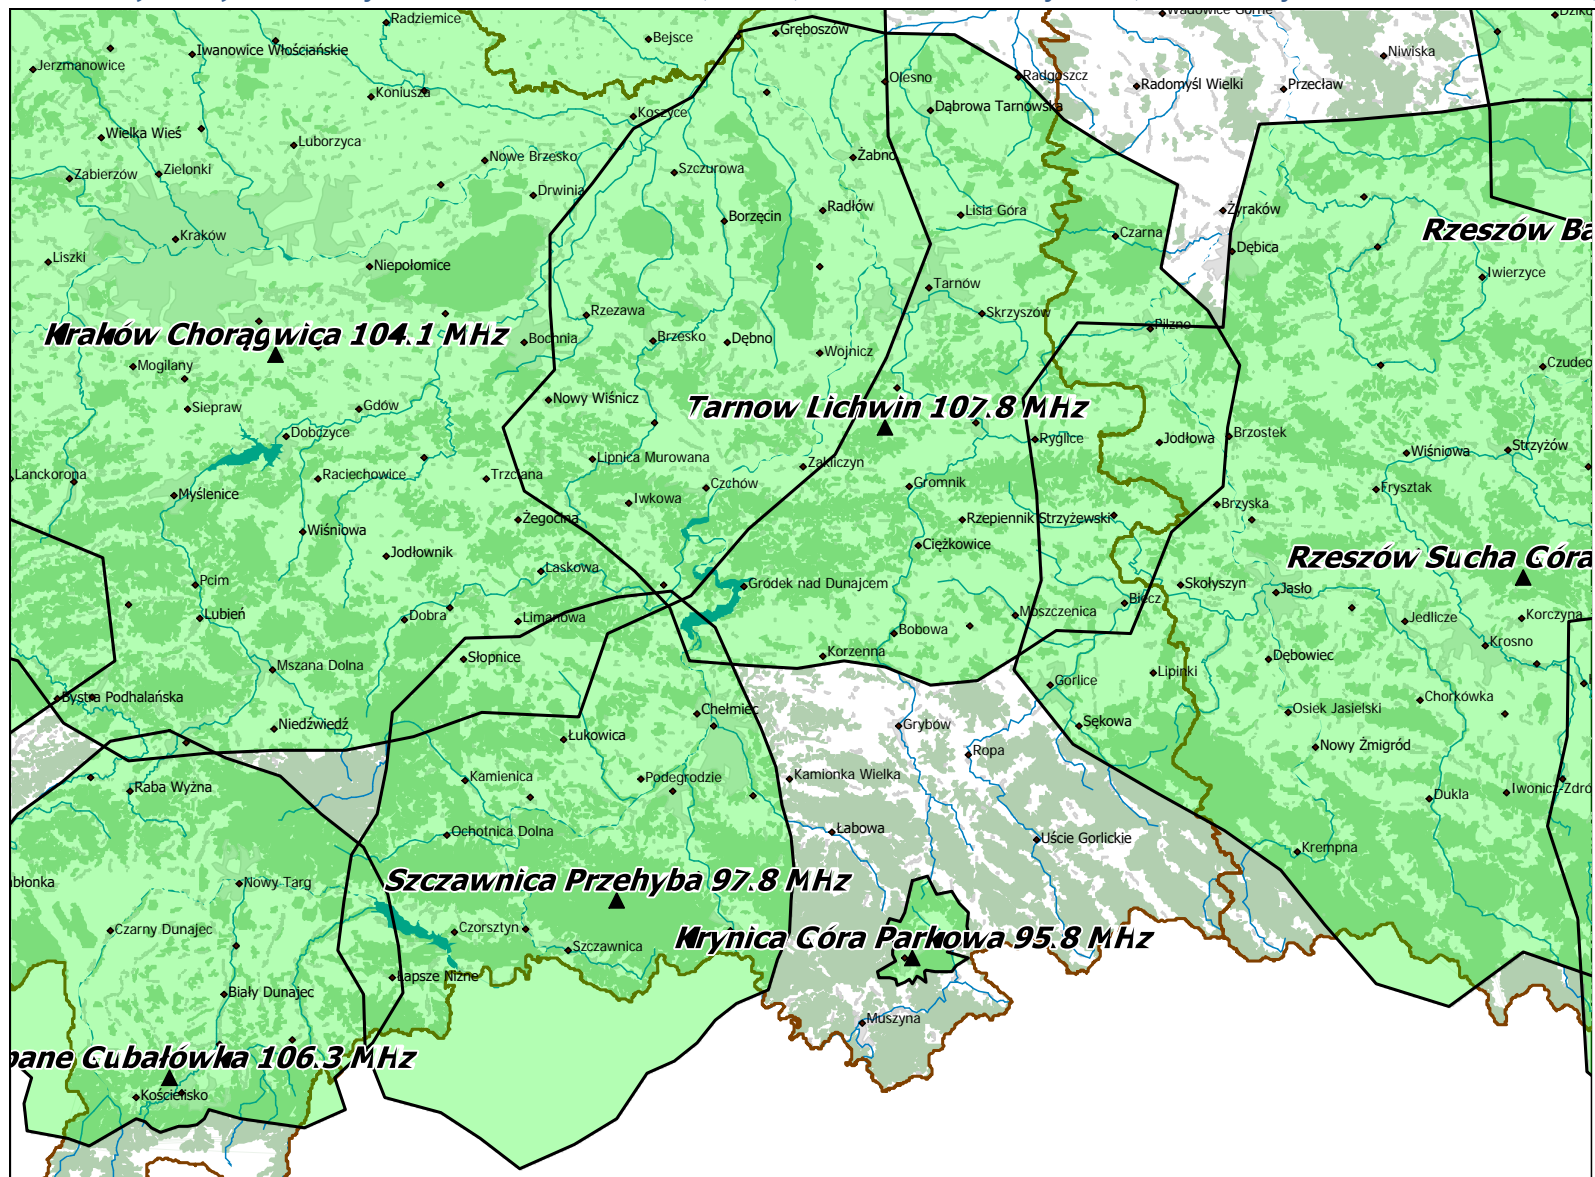 Radziemice
Bejsce
Gręboszów
Wadowice Górne
Iwanowice Włościańskie
Jerzmanowice
Niwiska
Olesno
Radgoszcz
Radomyśl Wielki
Przecław
Koniusza
Dąbrowa Tarnowska
Koszyce
Wielka Wieś
Luborzyca
Nowe Brzesko
Żabno
Zabierzów
Zielonki
Szczurowa
Drwinia
Borzęcin
Radłów
Lisia Góra
Żyraków
Kraków
Czarna
Rzeszów Ba
Dębica
Liszki
Niepołomice
Iwierzyce
Tarnów
Rzezawa
Skrzyszów
Pilzno
Kraków Chorągwica 104.1 MHz
Bochnia
Brzesko
Dębno
Wojnicz
Mogilany
Czudec
Siepraw
Gdów
Nowy Wiśnicz
Tarnow Lichwin 107.8 MHz
Dobczyce
Ryglice
Jodłowa
Brzostek
Wiśniowa
Strzyżów
Lipnica Murowana
Zakliczyn
Lanckorona
Raciechowice
Trzciana
Czchów
Gromnik
Frysztak
Myślenice
Iwkowa
Brzyska
Żegocina
Rzepiennik Strzyżewski
Wiśniowa
Jodłownik
Ciężkowice
Rzeszów Sucha Góra
Laskowa
Pcim
Gródek nad Dunajcem
Skołyszyn
Jasło
Biecz
Lubień
Dobra
Limanowa
Moszczenica
Jedlicze
Korczyna
Bobowa
Krosno
Słopnice
Korzenna
Dębowiec
Mszana Dolna
Lipinki
Gorlice
Bystra Podhalańska
Chorkówka
Chełmiec
Osiek Jasielski
Niedźwiedź
Łukowica
Grybów
Sękowa
Ropa
Nowy Żmigród
Kamienica
Podegrodzie
Kamionka Wielka
Raba Wyżna
Dukla
Iwonicz-Zdró
Ochotnica Dolna
Łabowa
Uście Gorlickie
Krempna
Nowy Targ
Szczawnica Przehyba 97.8 MHz
Czarny Dunajec
Czorsztyn
Szczawnica
Krynica Góra Parkowa 95.8 MHz
Łapsze Niżne
Biały Dunajec
Muszyna
pane Gubałówka 106.3 MHz
Kościelisko